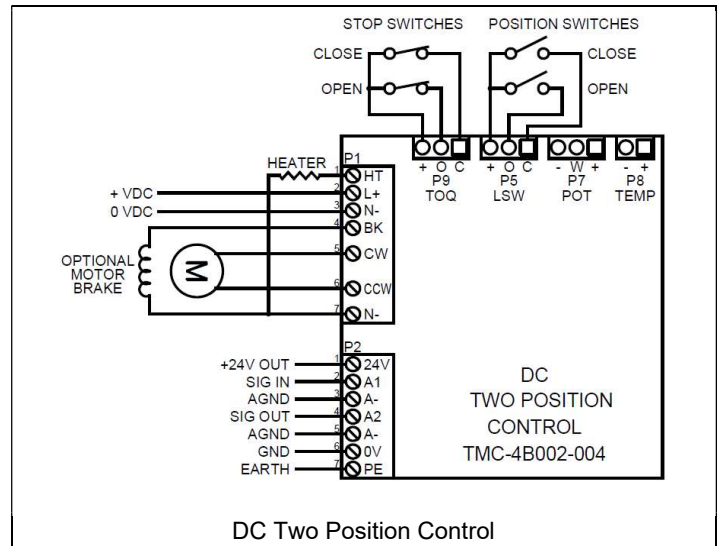 STOP SWITCHES POSITION SWITCHES
CLOSE CLOSE
OPEN OPEN
+ O C + O C - W + - +
P9 P5 P7 P8
TOQ LSW POT TEMP
HEATER P1
1 HT
+ VDC 2 L+
0 VDC 3 N-
4 BK
5 CW
OPTIONAL
MOTOR
BRAKE
M
6 CCW
7 N-
P2
+24V OUT 1 24V
SIG IN 2 A1
AGND 3 A-
SIG OUT 4 A2
AGND 5 A-
GND 6 0V
EARTH 7 PE
DC
TWO POSITION
CONTROL
TMC-4B002-004
DC Two Position Control